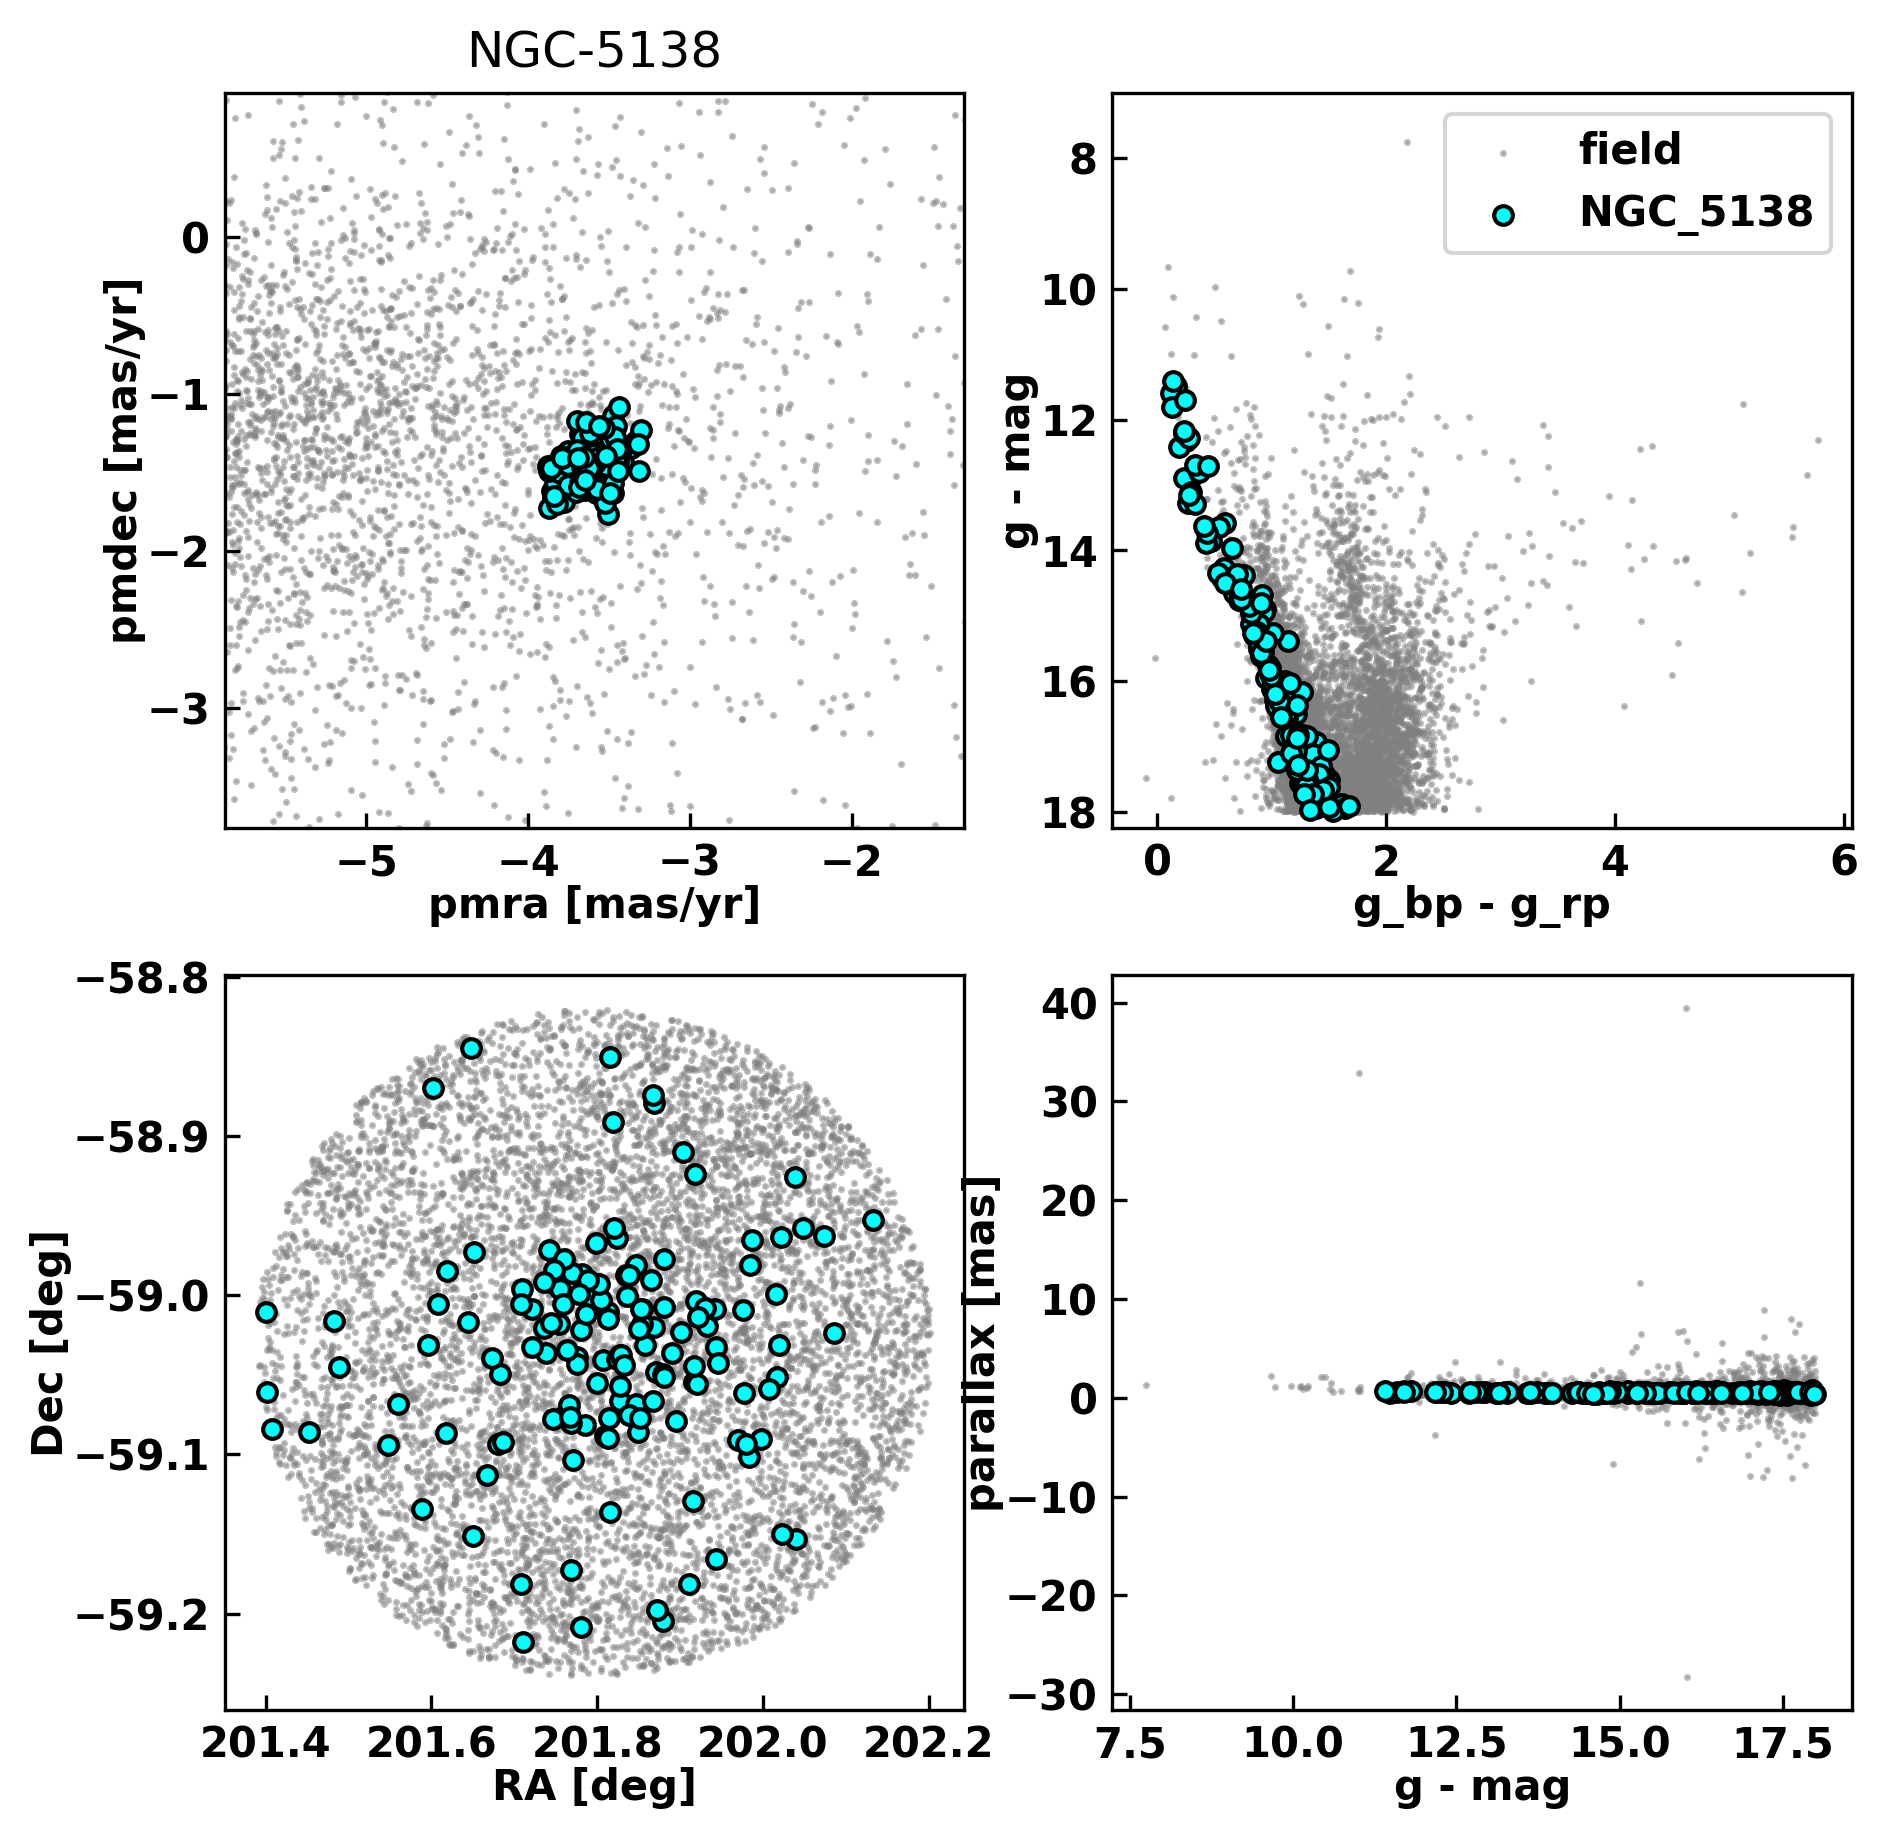 NGC-5138
0
−1
−2
−3
pmdec [mas/yr]
−5 −4 −3 −2
pmra [mas/yr]
field
NGC_5138
8
10
12
14
16
18
g - mag
0 2 4 6
g_bp - g_rp
−58.8
−58.9
−59.0
−59.1
−59.2
Dec [deg]
201.4 201.6 201.8 202.0 202.2
RA [deg]
40
30
20
10
0
−10
−20
−30
parallax [mas]
7.5 10.0 12.5 15.0 17.5
g - mag